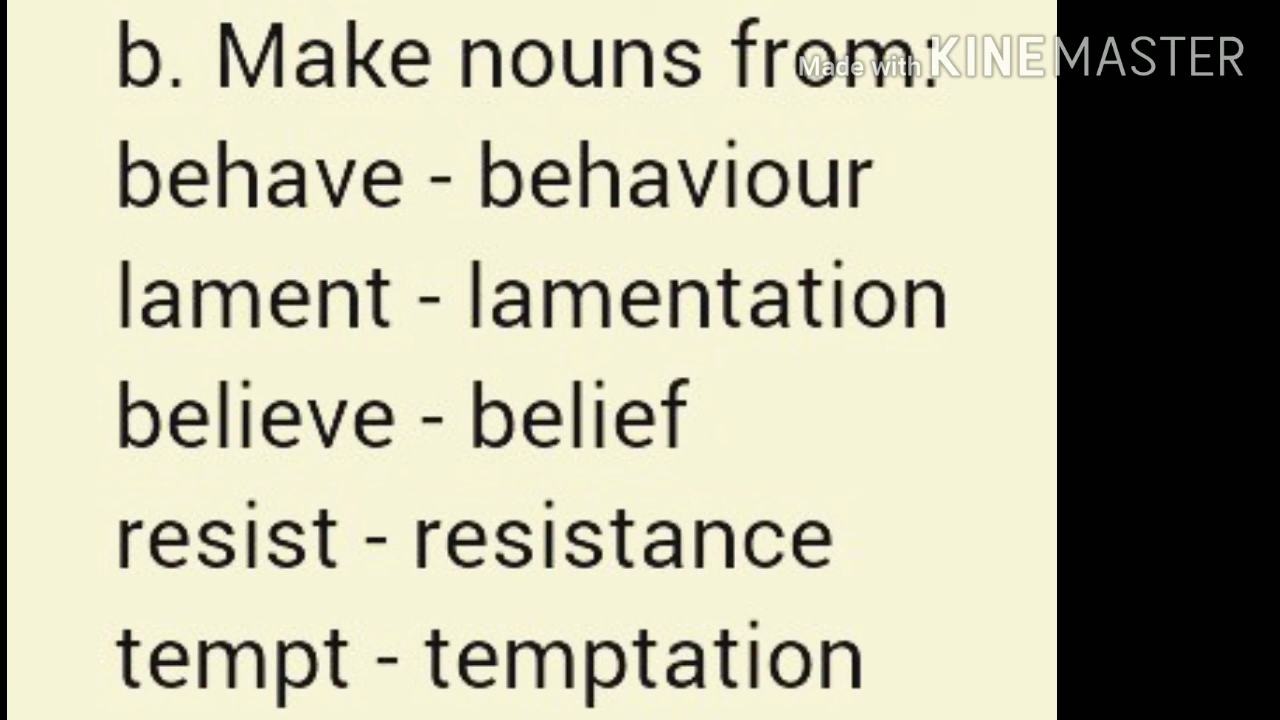 b. Make nouns from:
Made with KINEMASTER
behave - behaviour
lament - lamentation
believe - belief
resist - resistance
tempt - temptation